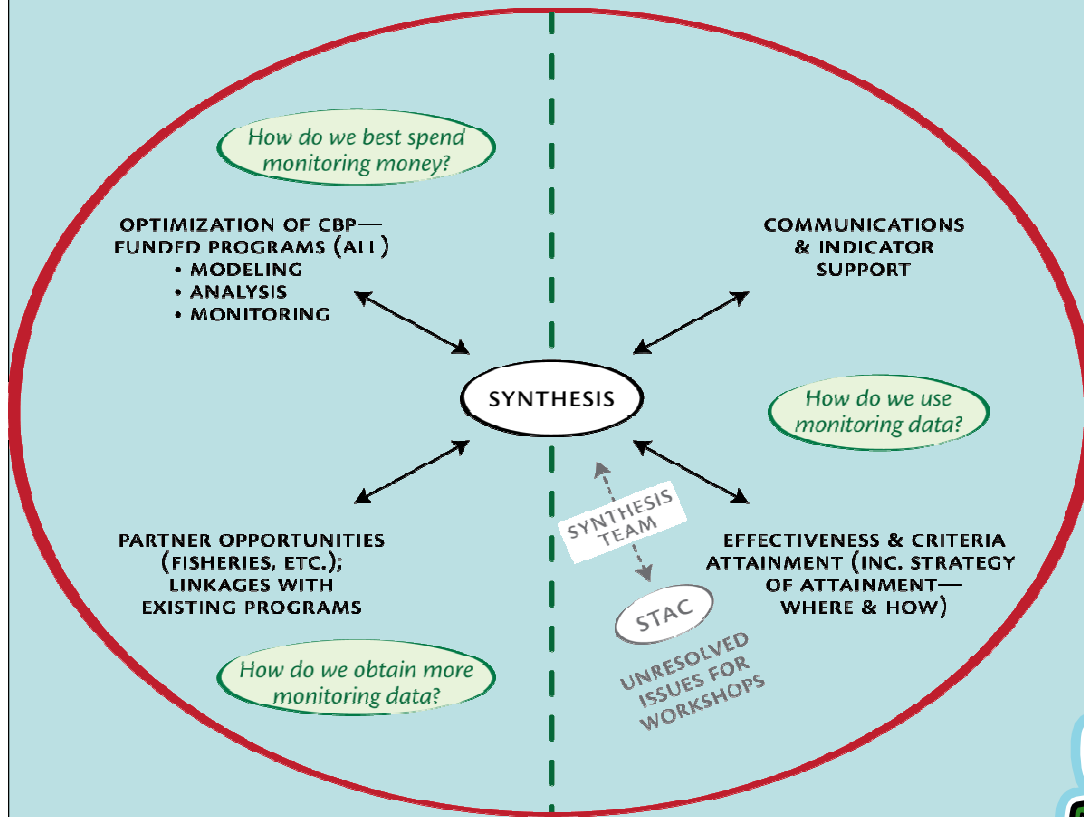 How do we best spend
monitoring money?
OPTIMIZATION OF CBP—
FUNDED PROGRAMS (ALL)
• MODELING
• ANALYSIS
• MONITORING
COMMUNICATIONS
& INDICATOR
SUPPORT
SYNTHESIS
How do we use
monitoring data?
SYNTHESIS
TEAM
PARTNER OPPORTUNITIES
(FISHERIES, ETC.);
LINKAGES WITH
EXISTING PROGRAMS
EFFECTIVENESS & CRITERIA
ATTAINMENT (INC. STRATEGY
OF ATTAINMENT—
WHERE & HOW)
STAC
UNRESOLVED
ISSUES FOR
WORKSHOPS
How do we obtain more
monitoring data?